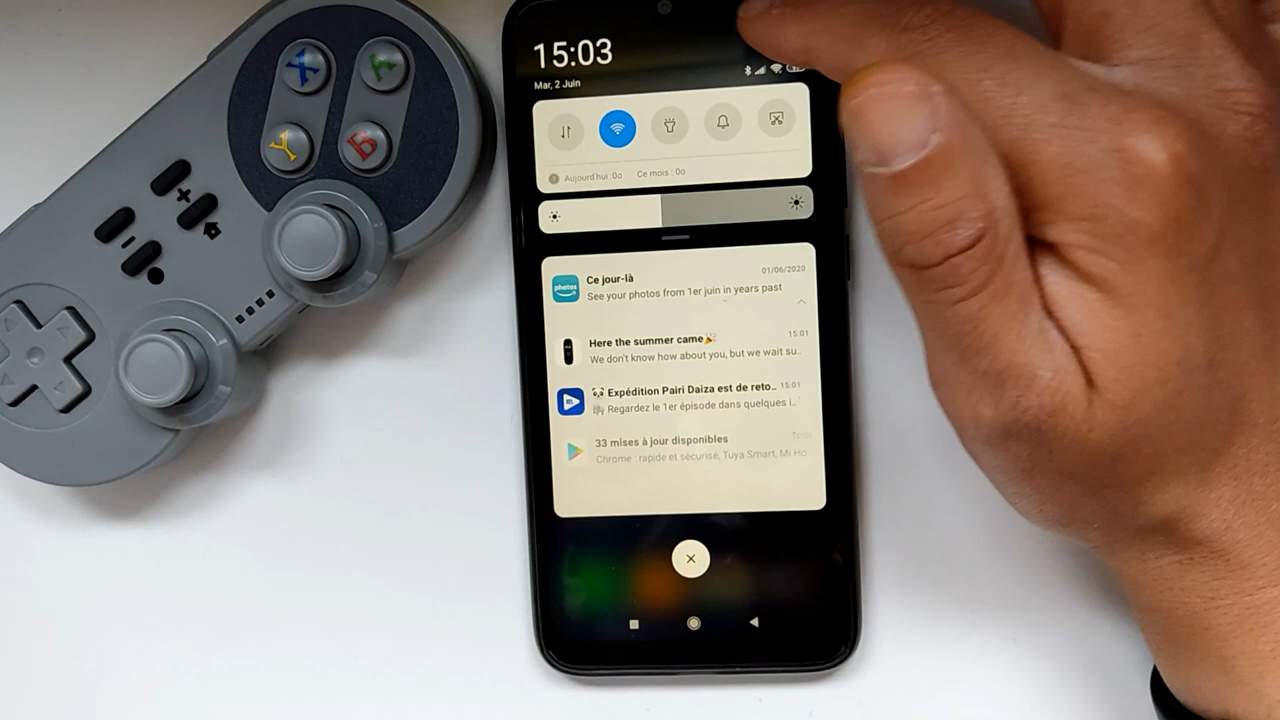 X
A
Y
B
15:03
Mar, 2 Juin
Aujourd'hui :0o Ce mois : 0o
photos
Ce jour-là 01/06/2020
See your photos from 1er juin in years past
Here the summer came🎉 15:01
We don't know how about you, but we wait su..
Expédition Pairi Daiza est de reto.. 15:01
Regardez le 1er épisode dans quelques i..
33 mises à jour disponibles
Chrome : rapide et sécurisé, Tuya Smart, Mi Ho